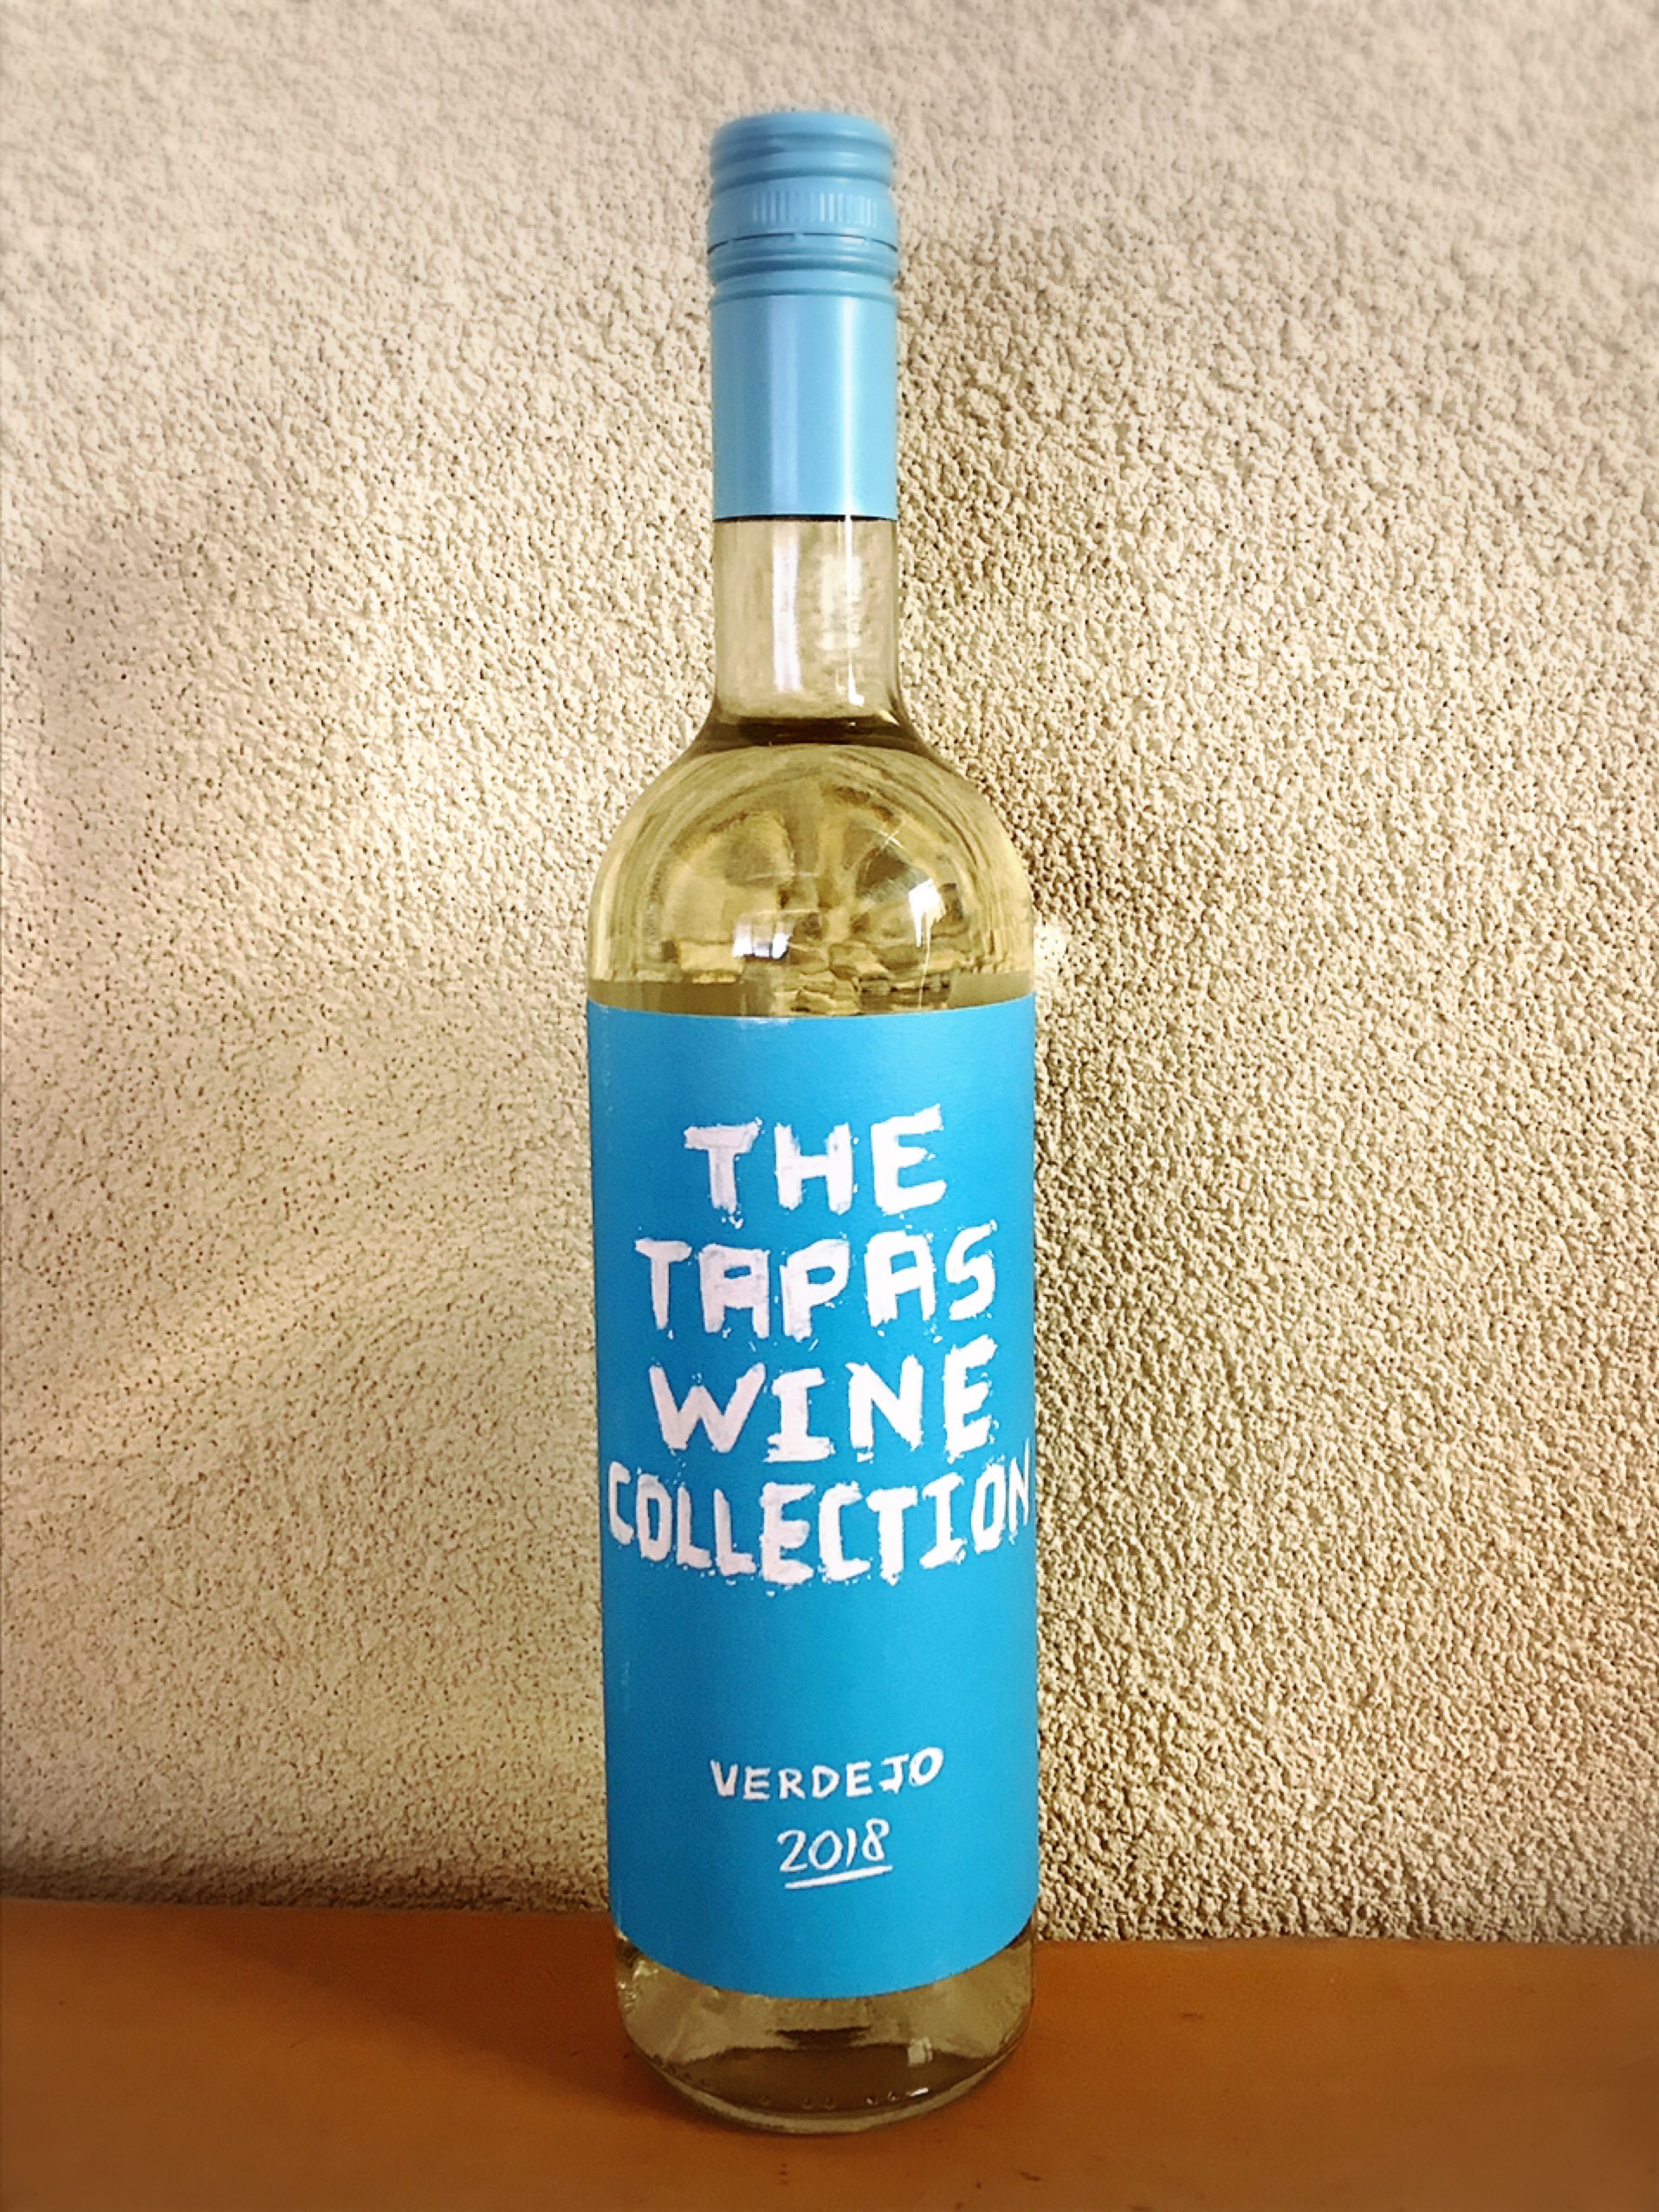 THE
TAPAS
WINE
COLLECTION
VERDEJO
2018